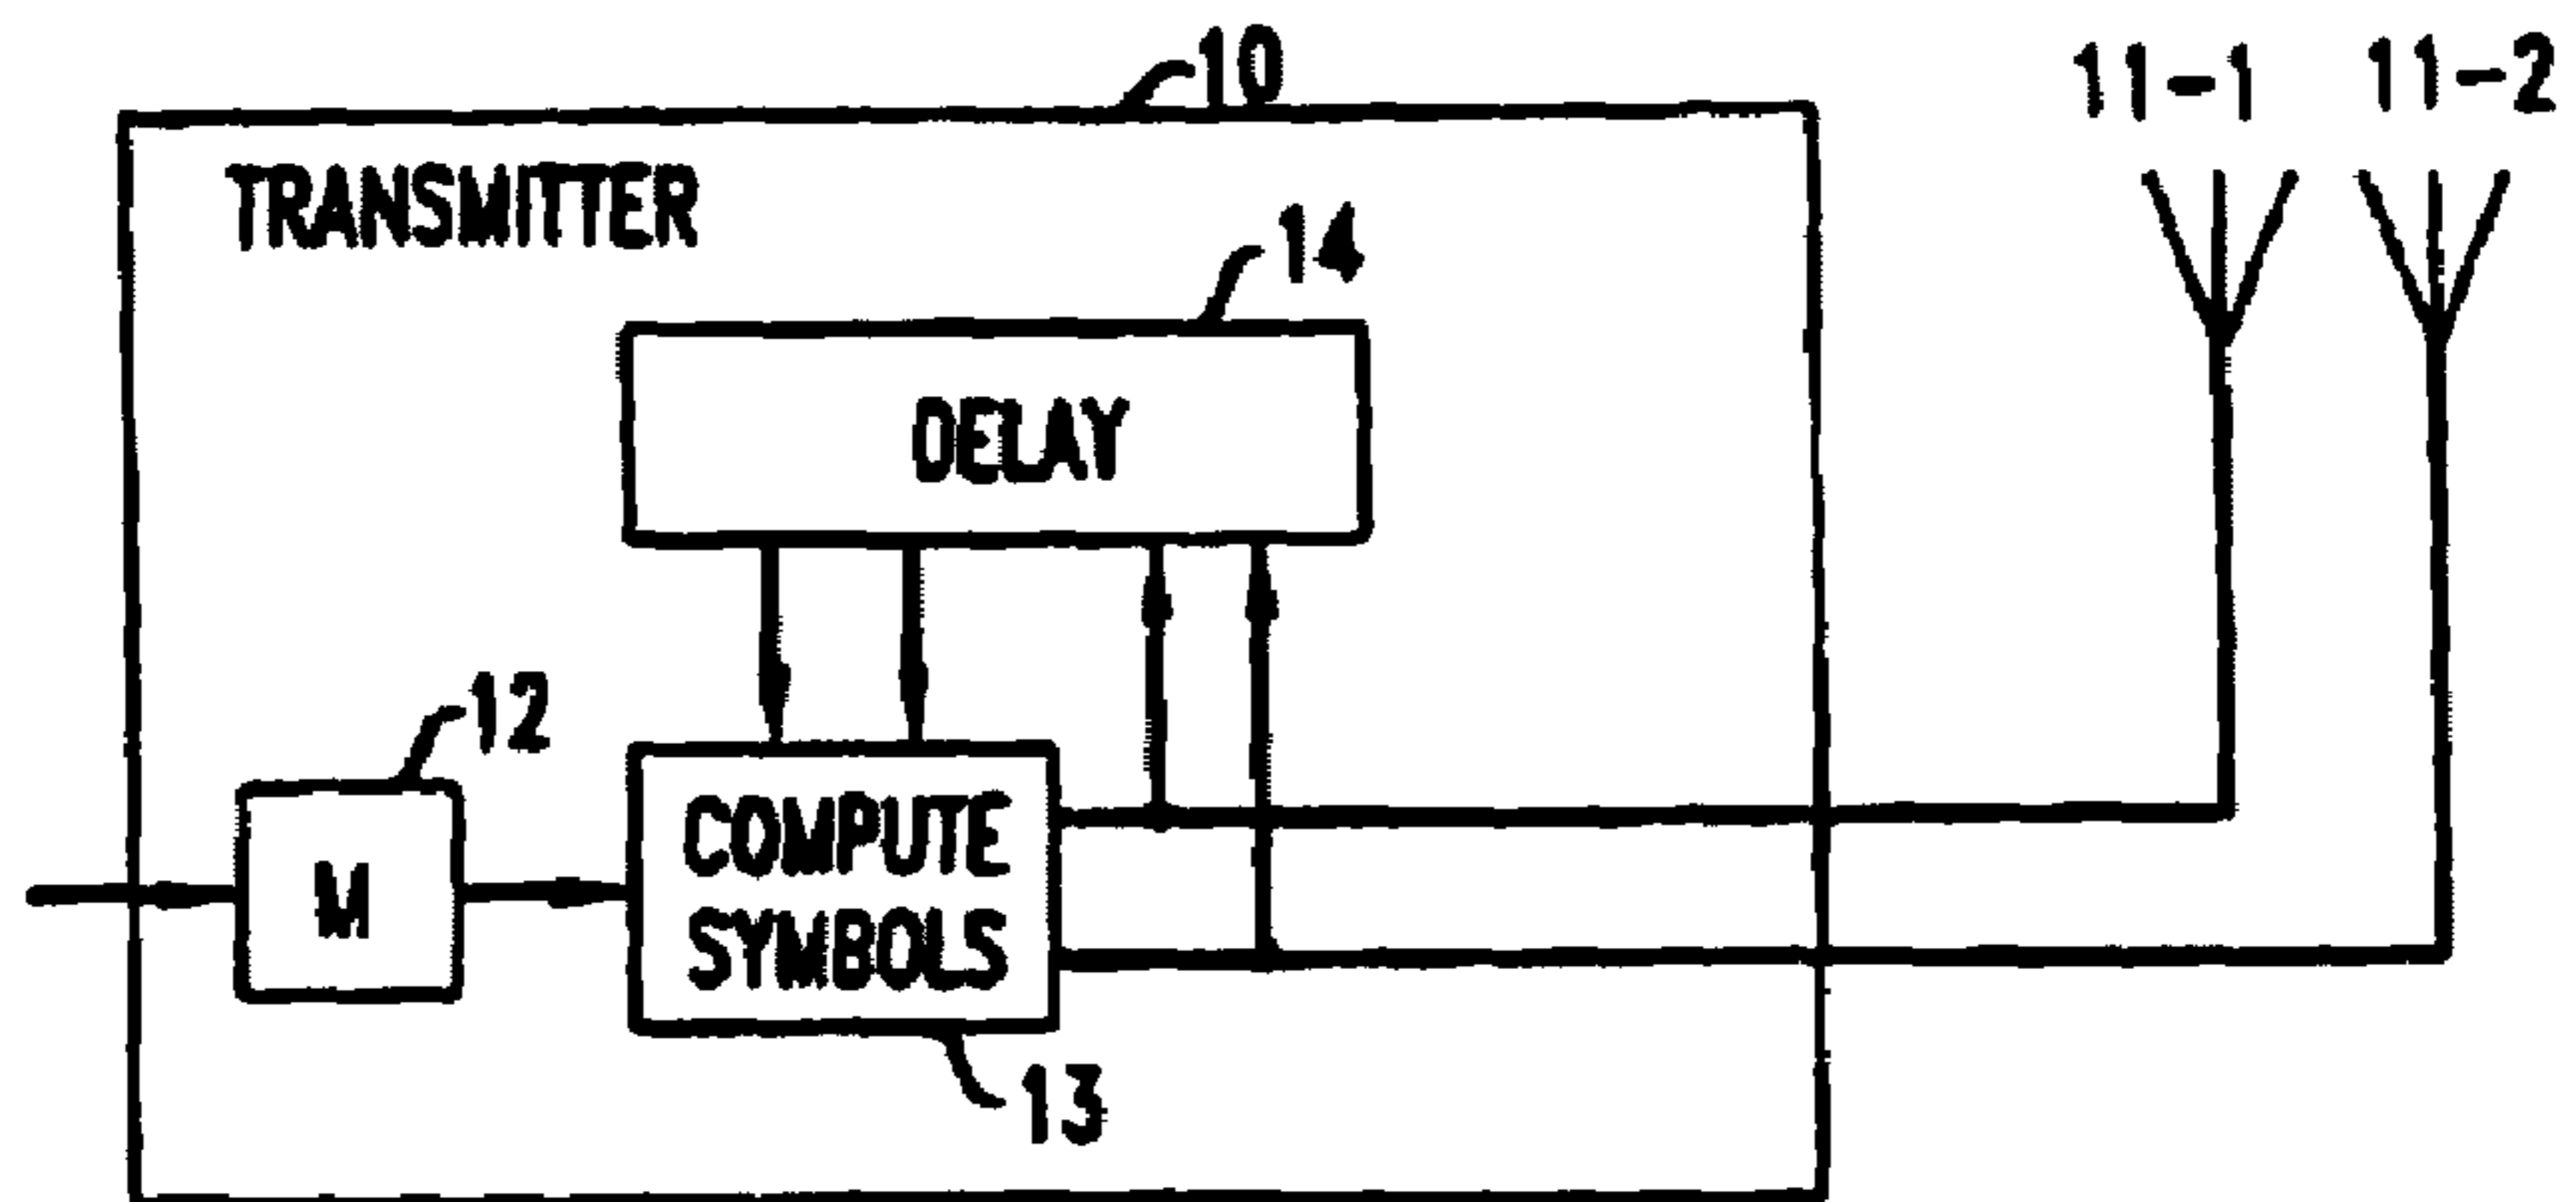 10
11-1 11-2
TRANSMITTER
14
DELAY
12
M
COMPUTE
SYMBOLS
13